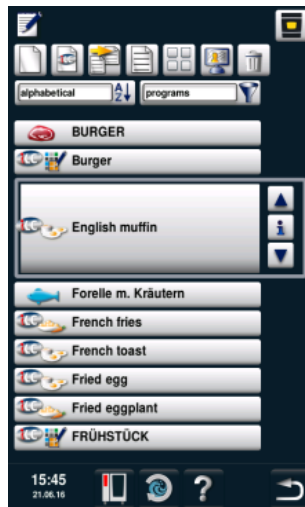 alphabetical
A
Z
programs
BURGER
Burger
English muffin
i
Forelle m. Kräutern
French fries
French toast
Fried egg
Fried eggplant
FRÜHSTÜCK
15:45
21.06.16
?